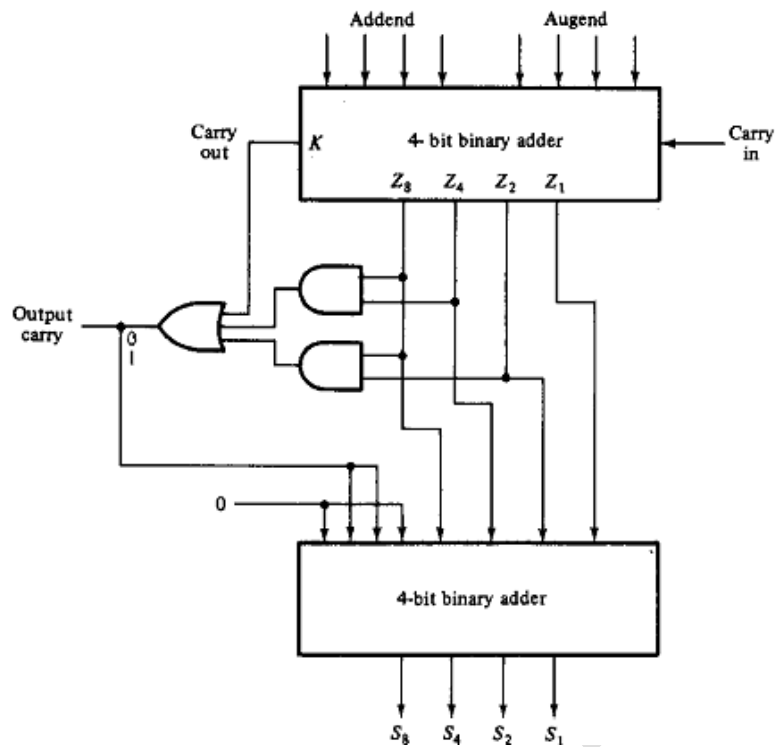 Addend Augend
Carry out
K
4- bit binary adder
Carry in
Z₈ Z₄ Z₂ Z₁
Output carry
0
1
0
4-bit binary adder
S₈ S₄ S₂ S₁